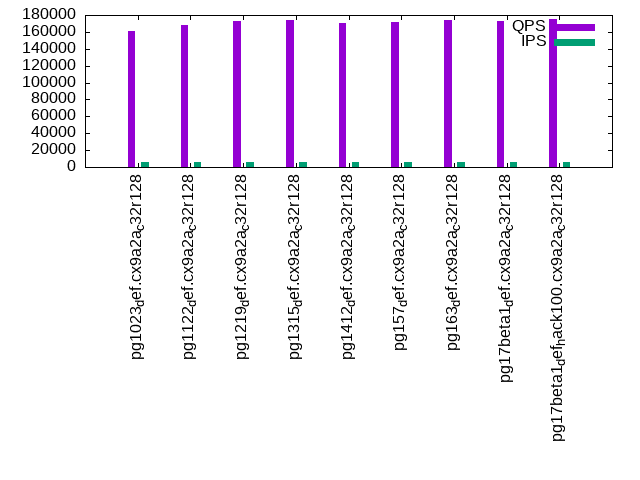 180000
160000
140000
120000
100000
80000
60000
40000
20000
0
QPS
IPS
pg1023def.cx9a2ac32r128
pg1122def.cx9a2ac32r128
pg1219def.cx9a2ac32r128
pg1315def.cx9a2ac32r128
pg1412def.cx9a2ac32r128
pg157def.cx9a2ac32r128
pg163def.cx9a2ac32r128
pg17beta1def.cx9a2ac32r128
pg17beta1defhack100.cx9a2ac32r128